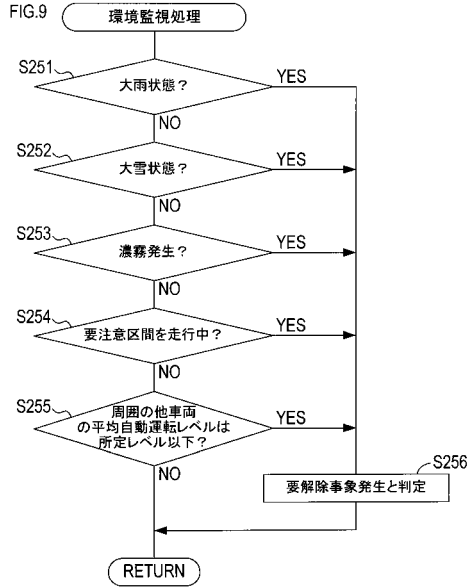 FIG.9
環境監視処理
S251
大雨状態?
YES
NO
S252
大雪状態?
YES
NO
S253
濃霧発生?
YES
NO
S254
要注意区間を走行中?
YES
NO
S255
周囲の他車両
の平均自動運転レベルは
所定レベル以下?
YES
NO
S256
要解除事象発生と判定
RETURN